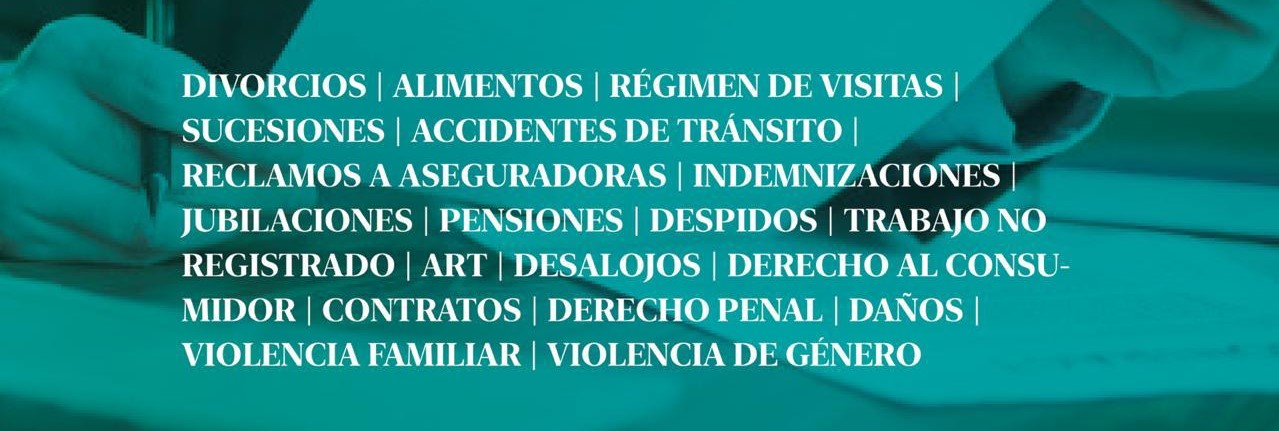 DIVORCIOS | ALIMENTOS | RÉGIMEN DE VISITAS |
SUCESIONES | ACCIDENTES DE TRÁNSITO |
RECLAMOS A ASEGURADORAS | INDEMNIZACIONES |
JUBILACIONES | PENSIONES | DESPIDOS | TRABAJO NO
REGISTRADO | ART | DESALOJOS | DERECHO AL CONSU-
MIDOR | CONTRATOS | DERECHO PENAL | DAÑOS |
VIOLENCIA FAMILIAR | VIOLENCIA DE GÉNERO